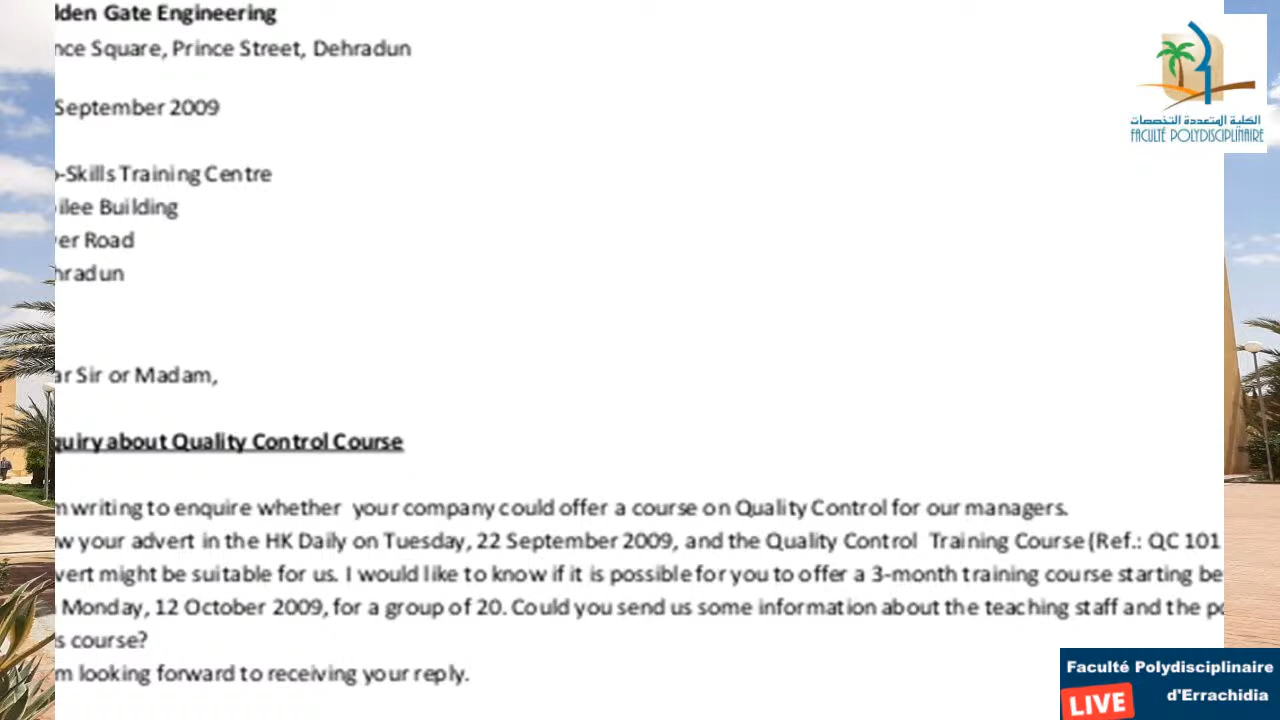 lden Gate Engineering
nce Square, Prince Street, Dehradun
September 2009
-Skills Training Centre
ilee Building
er Road
hradun
ar Sir or Madam,
quiry about Quality Control Course
m writing to enquire whether your company could offer a course on Quality Control for our managers.
w your advert in the HK Daily on Tuesday, 22 September 2009, and the Quality Control Training Course (Ref.: QC 101
vert might be suitable for us. I would like to know if it is possible for you to offer a 3-month training course starting be
Monday, 12 October 2009, for a group of 20. Could you send us some information about the teaching staff and the p
s course?
m looking forward to receiving your reply.
الكلية المتعددة التخصصات
FACULTÉ POLYDISCIPLINAIRE
Faculté Polydisciplinaire
d'Errachidia
LIVE